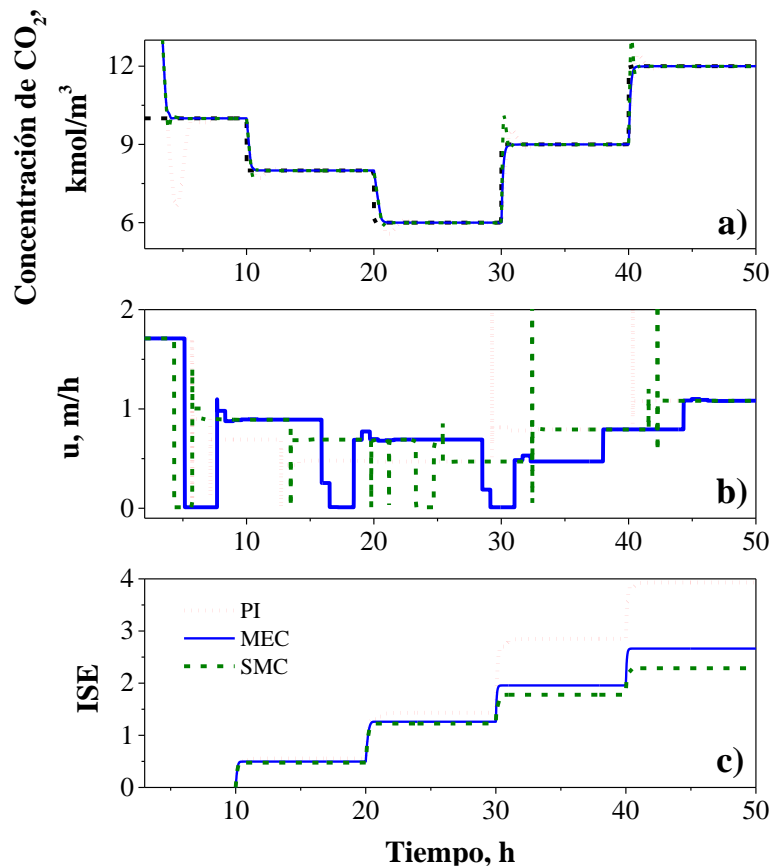 Concentración de CO₂,
kmol/m³
12
9
6
10 20 30 40 50
a)
u, m/h
2
1
0
10 20 30 40 50
b)
ISE
4
3
2
1
0
PI
MEC
SMC
c)
0 10 20 30 40 50
Tiempo, h